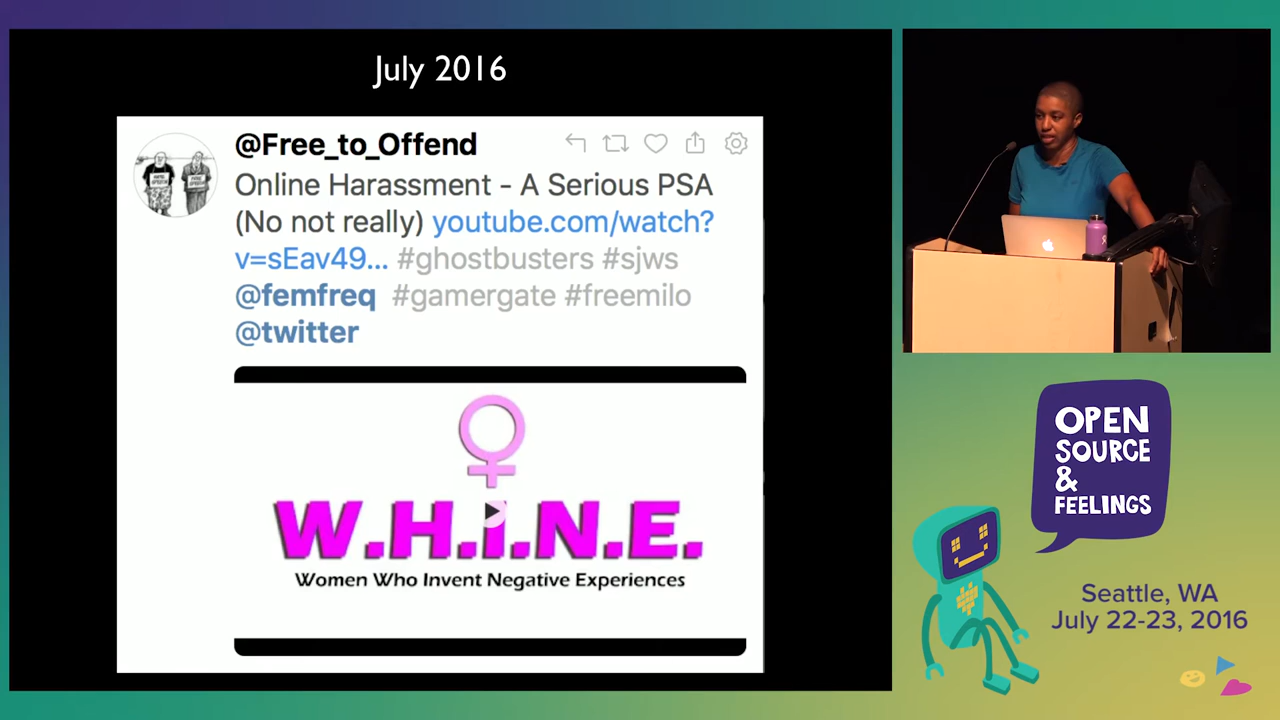 July 2016
@Free_to_Offend
Online Harassment - A Serious PSA
(No not really) youtube.com/watch?
v=sEav49... #ghostbusters #sjws
@femfreq #gamergate #freemilo
@twitter
W.H.I.N.E.
Women Who Invent Negative Experiences
OPEN
SOURCE
&
FEELINGS
Seattle, WA
July 22-23, 2016